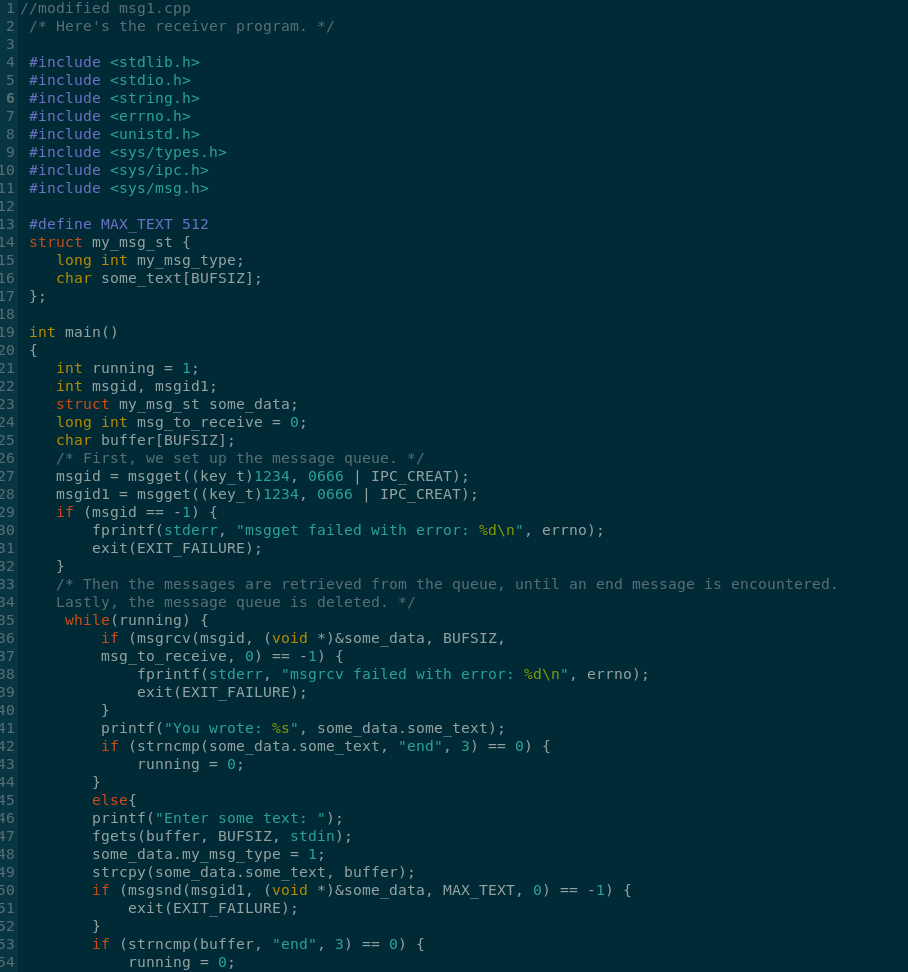 1 //modified msg1.cpp
2 /* Here's the receiver program. */
3
4 #include <stdlib.h>
5 #include <stdio.h>
6 #include <string.h>
7 #include <errno.h>
8 #include <unistd.h>
9 #include <sys/types.h>
10 #include <sys/ipc.h>
11 #include <sys/msg.h>
12
13 #define MAX_TEXT 512
14 struct my_msg_st {
15    long int my_msg_type;
16    char some_text[BUFSIZ];
17 };
18
19 int main()
20 {
21    int running = 1;
22    int msgid, msgid1;
23    struct my_msg_st some_data;
24    long int msg_to_receive = 0;
25    char buffer[BUFSIZ];
26    /* First, we set up the message queue. */
27    msgid = msgget((key_t)1234, 0666 | IPC_CREAT);
28    msgid1 = msgget((key_t)1234, 0666 | IPC_CREAT);
29    if (msgid == -1) {
30        fprintf(stderr, "msgget failed with error: %d\n", errno);
31        exit(EXIT_FAILURE);
32    }
33    /* Then the messages are retrieved from the queue, until an end message is encountered.
34    Lastly, the message queue is deleted. */
35     while(running) {
36         if (msgrcv(msgid, (void *)&some_data, BUFSIZ,
37         msg_to_receive, 0) == -1) {
38             fprintf(stderr, "msgrcv failed with error: %d\n", errno);
39             exit(EXIT_FAILURE);
40         }
41         printf("You wrote: %s", some_data.some_text);
42         if (strncmp(some_data.some_text, "end", 3) == 0) {
43             running = 0;
44        }
45        else{
46        printf("Enter some text: ");
47        fgets(buffer, BUFSIZ, stdin);
48        some_data.my_msg_type = 1;
49        strcpy(some_data.some_text, buffer);
50        if (msgsnd(msgid1, (void *)&some_data, MAX_TEXT, 0) == -1) {
51            exit(EXIT_FAILURE);
52        }
53        if (strncmp(buffer, "end", 3) == 0) {
54            running = 0;